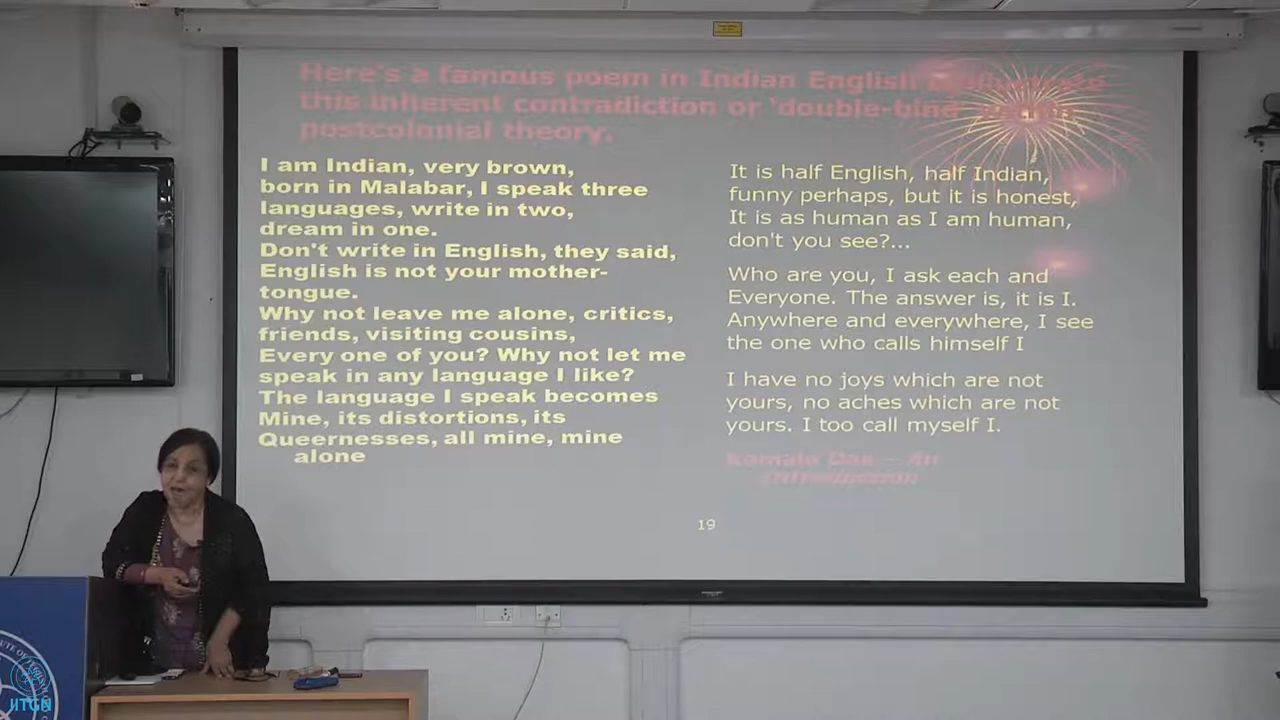 Here's a famous poem in Indian English
this inherent contradiction or 'double-bind'
postcolonial theory.
I am Indian, very brown,
born in Malabar, I speak three
languages, write in two,
dream in one.
Don't write in English, they said,
English is not your mother-
tongue.
Why not leave me alone, critics,
friends, visiting cousins,
Every one of you? Why not let me
speak in any language I like?
The language I speak becomes
Mine, its distortions, its
Queernesses, all mine, mine
alone
It is half English, half Indian,
funny perhaps, but it is honest,
It is as human as I am human,
don't you see?...
Who are you, I ask each and
Everyone. The answer is, it is I.
Anywhere and everywhere, I see
the one who calls himself I
I have no joys which are not
yours, no aches which are not
yours. I too call myself I.
Kamala Das – An
Introduction
19
IITGN